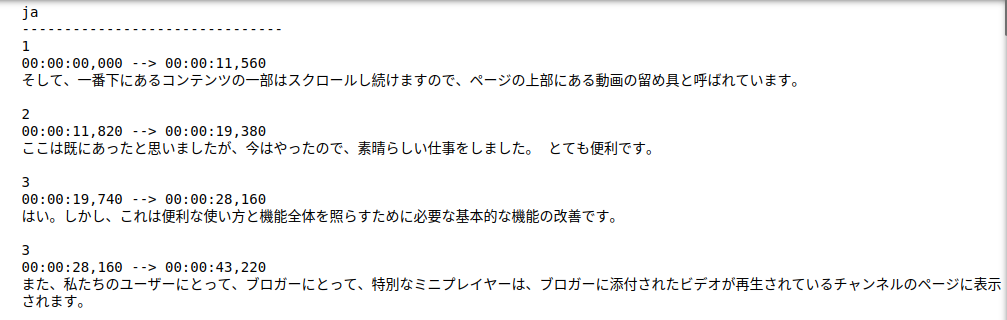 ja
-------------------------------
1
00:00:00,000 --> 00:00:11,560
そして、一番下にあるコンテンツの一部はスクロールし続けますので、ページの上部にある動画の留め具と呼ばれています。
2
00:00:11,820 --> 00:00:19,380
ここは既にあったと思いましたが、今はやったので、素晴らしい仕事をしました。 とても便利です。
3
00:00:19,740 --> 00:00:28,160
はい。しかし、これは便利な使い方と機能全体を照らすために必要な基本的な機能の改善です。
3
00:00:28,160 --> 00:00:43,220
また、私たちのユーザーにとって、ブロガーにとって、特別なミニプレイヤーは、ブロガーに添付されたビデオが再生されているチャンネルのページに表示
されます。